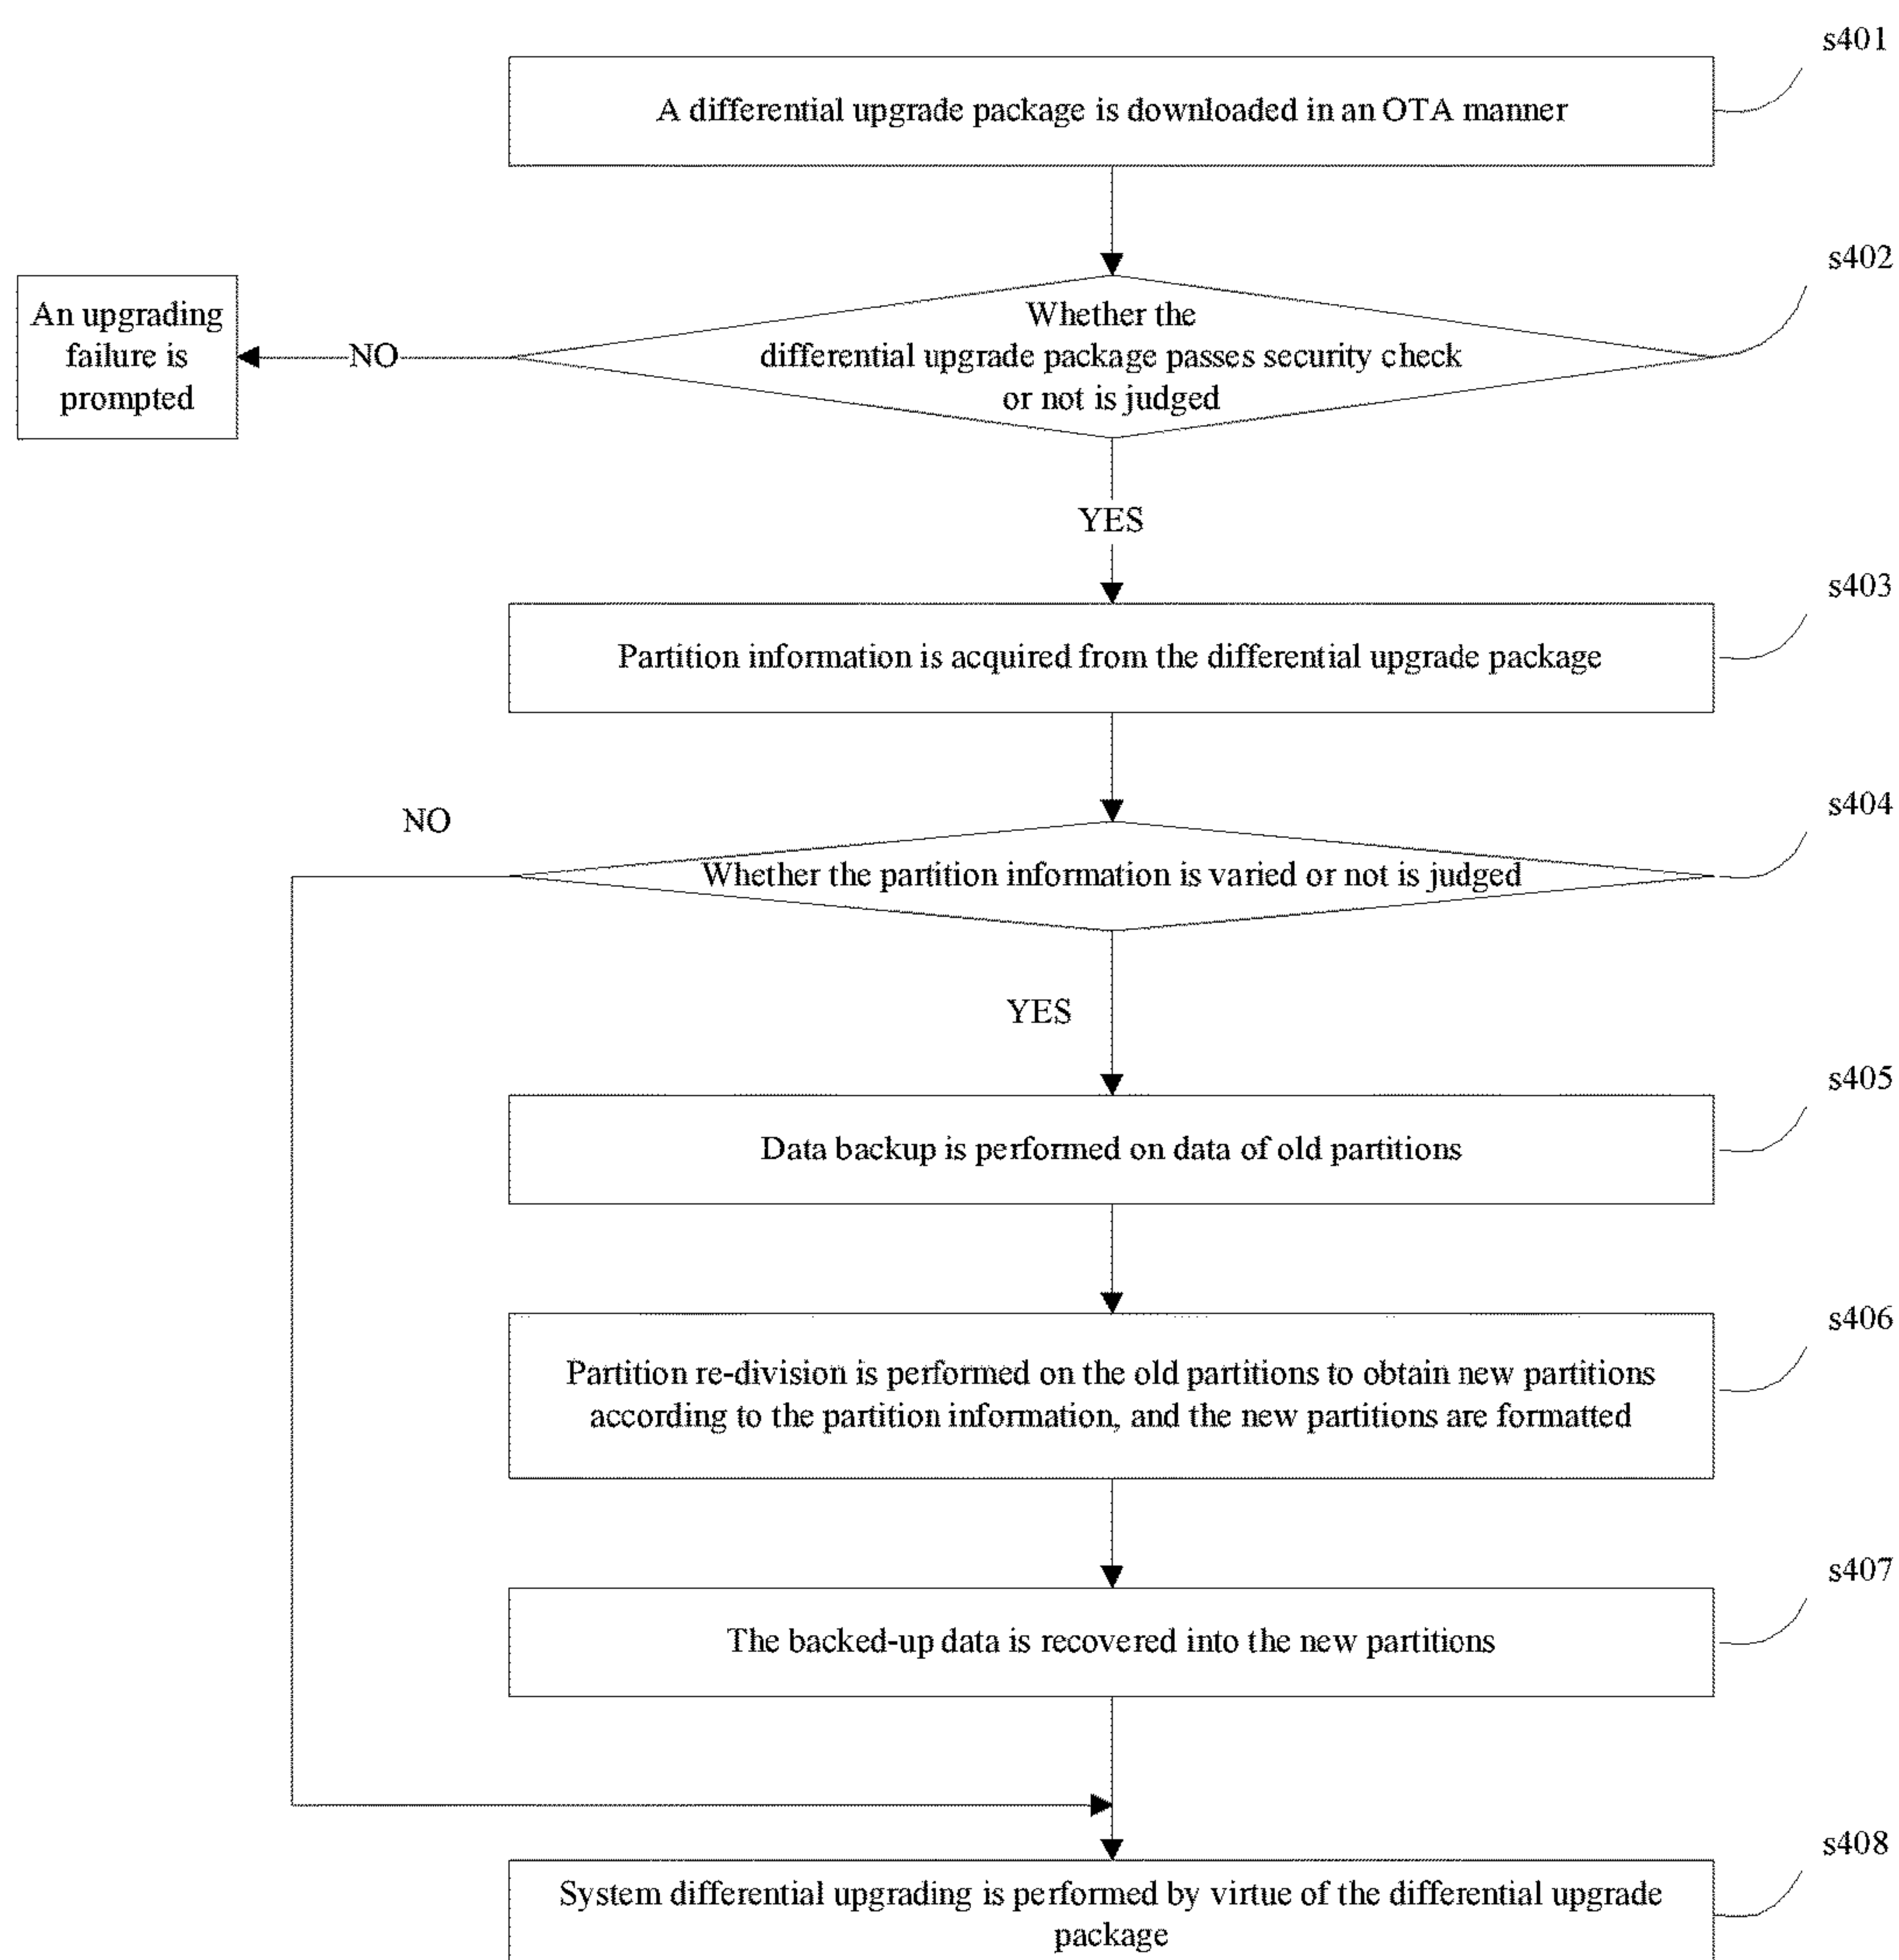 s401
A differential upgrade package is downloaded in an OTA manner
s402
Whether the
differential upgrade package passes security check
or not is judged
An upgrading
failure is
prompted
NO
YES
s403
Partition information is acquired from the differential upgrade package
s404
NO
Whether the partition information is varied or not is judged
YES
s405
Data backup is performed on data of old partitions
s406
Partition re-division is performed on the old partitions to obtain new partitions
according to the partition information, and the new partitions are formatted
s407
The backed-up data is recovered into the new partitions
s408
System differential upgrading is performed by virtue of the differential upgrade
package